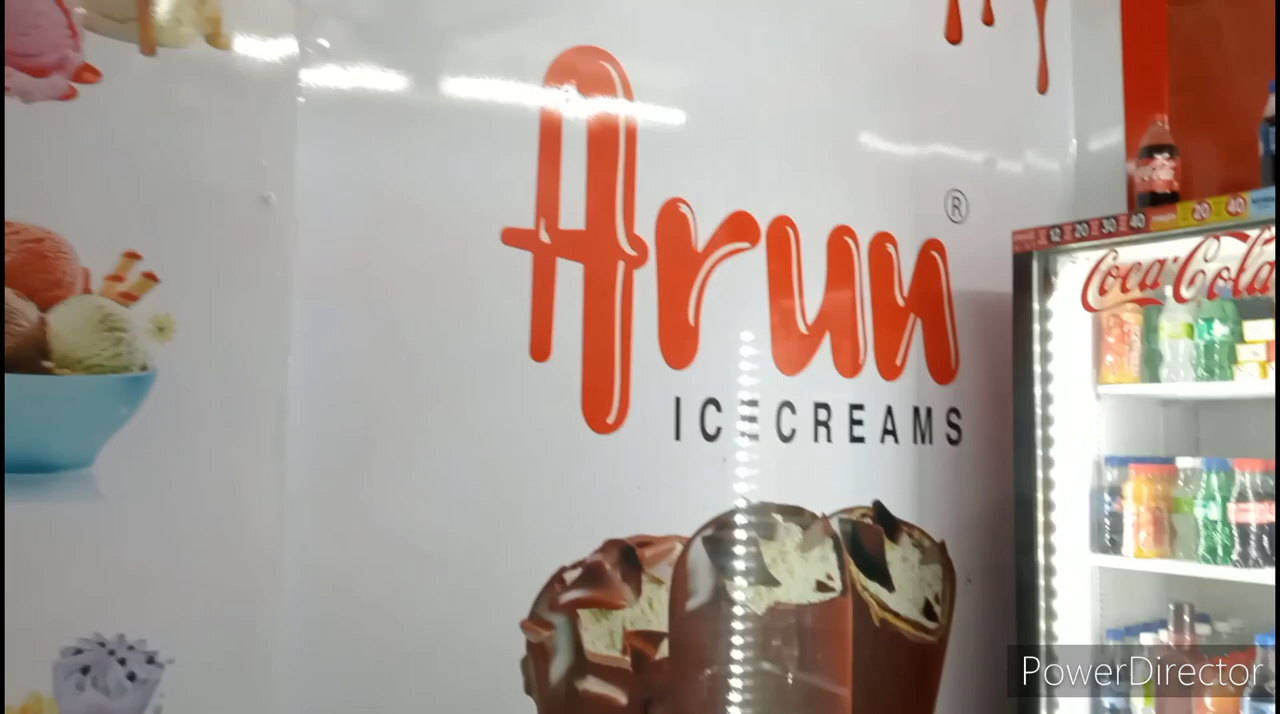 Arun
®
ICECREAMS
12 20 30 40
20 40
Coca-Cola
PowerDirector